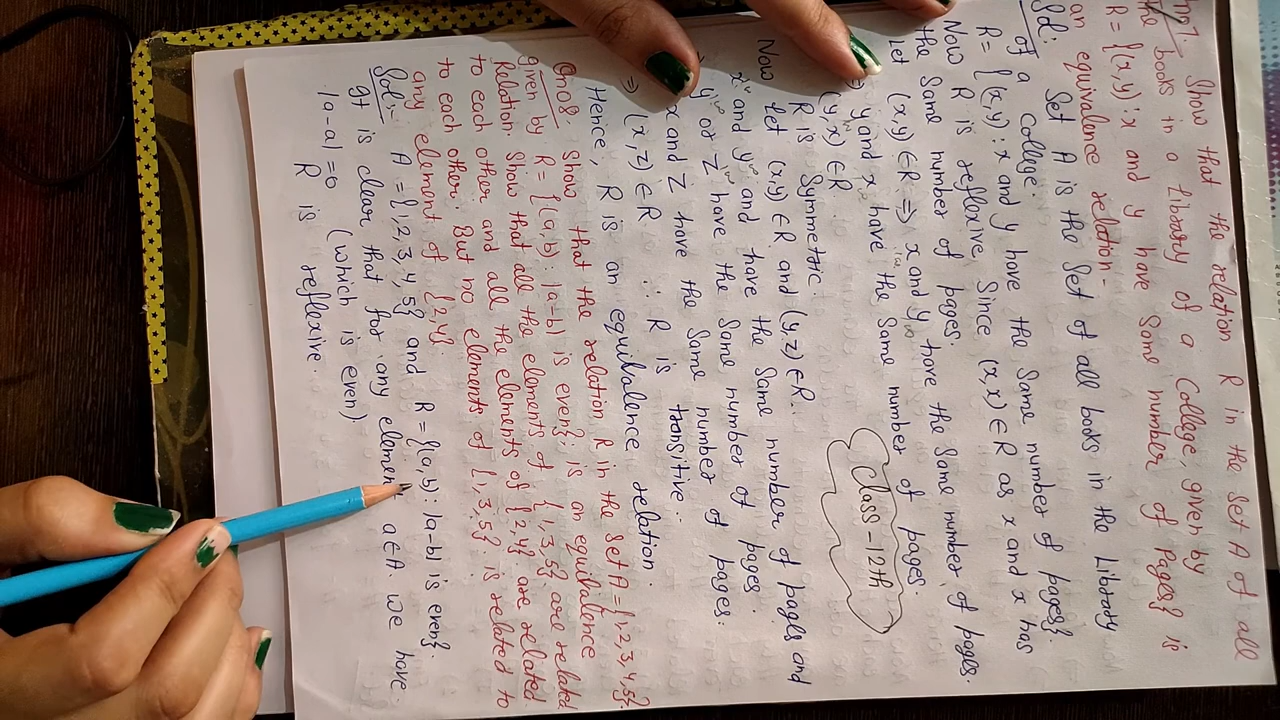 Show that the relation R in the Set A of all
the books in a library of a College, given by
R = {(x,y): x and y have Same number of Pages} is
an equivalence relation-
Sol: Set A is the Set of all books in the Library
of a College.
R = {(x,y): x and y have the Same number of pages}
Now R is reflexive Since (x,x) ∈ R as x and x has
the Same number of pages.
Let (x,y) ∈ R => x and y have the Same number of pages.
y and x have the Same number of pages.
(y,x) ∈ R
R is Symmetric.
Class-12th
Now Let (x,y) ∈ R and (y,z) ∈ R.
x and y and have the Same number of pages and
y or z have the Same number of pages.
x and z have the Same number of pages.
=> (x,z) ∈ R ∴ R is transitive.
Hence, R is an equilalence relation.
Qno8. Show that the relation R in the Set A = {1,2,3,4,5}
given by R = {(a,b): |a-b| is even}; is an equilalence
Relation. Show that all the elements of {1,3,5} are related
to each other and all the elements of {2,4} are related
to each other. But no elements of {1,3,5} is related to
any element of {2,4}.
Sol:- A = {1,2,3,4,5} and R = {(a,b): |a-b| is even}.
It is clear that for any element a ∈ A. we have
|a-a| = 0 (which is even).
R is reflexive.